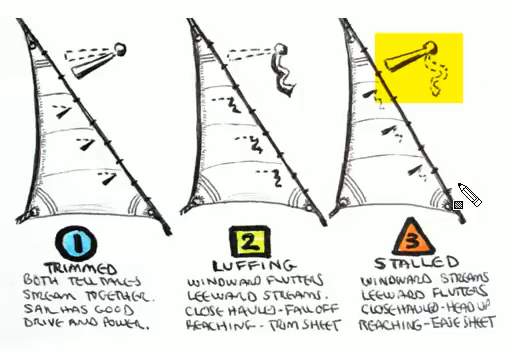 1
TRIMMED
BOTH TELL TALES
STREAM TOGETHER.
SAIL HAS GOOD
DRIVE AND POWER.
2
LUFFING
WINDWARD FLUTTERS
LEEWARD STREAMS.
CLOSE HAULED - FALL OFF
REACHING - TRIM SHEET
3
STALLED
WINDWARD STREAMS
LEEWARD FLUTTERS
CLOSE HAULED - HEAD UP
REACHING - EASE SHEET